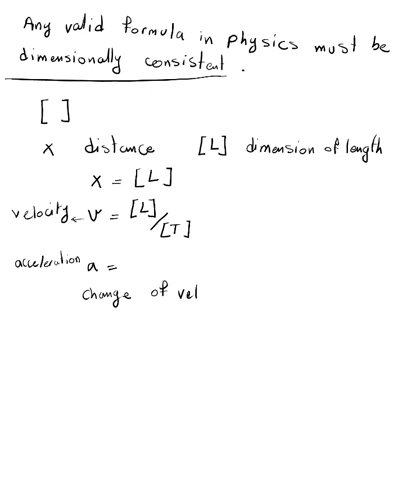 Any valid formula in physics must be
dimensionally consistent.
[ ]
x distance [L] dimension of length
x = [L]
velocity ← v = [L]/[T]
acceleration a =
change of vel